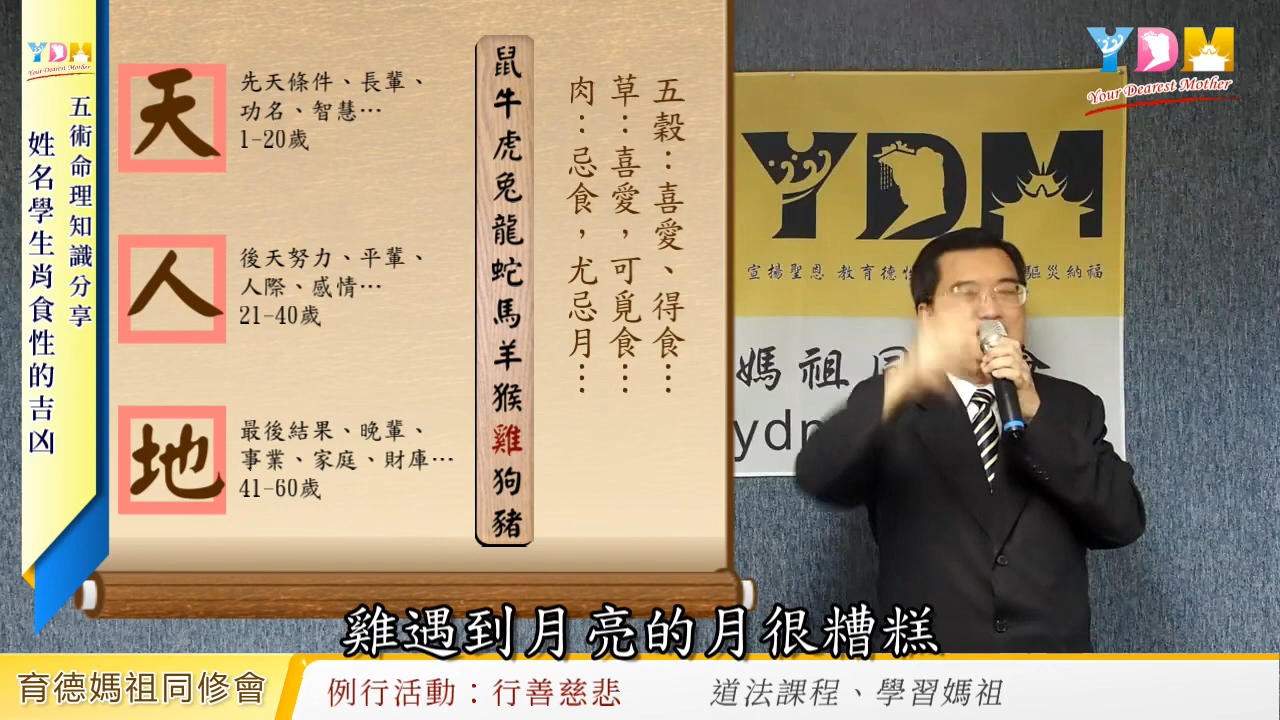 YDM
Your Dearest Mother
五術命理知識分享
姓名學生肖食性的吉凶
天
先天條件、長輩、
功名、智慧…
1-20歲
人
後天努力、平輩、
人際、感情…
21-40歲
地
最後結果、晚輩、
事業、家庭、財庫…
41-60歲
鼠牛虎兔龍蛇馬羊猴雞狗豬
五穀：喜愛、得食…
草：喜愛，可覓食…
肉：忌食，尤忌月…
YDM
Your Dearest Mother
YDM
宣揚聖恩 教育德
驅災納福
媽祖同
ydm
雞遇到月亮的月很糟糕
育德媽祖同修會
例行活動：行善慈悲
道法課程、學習媽祖